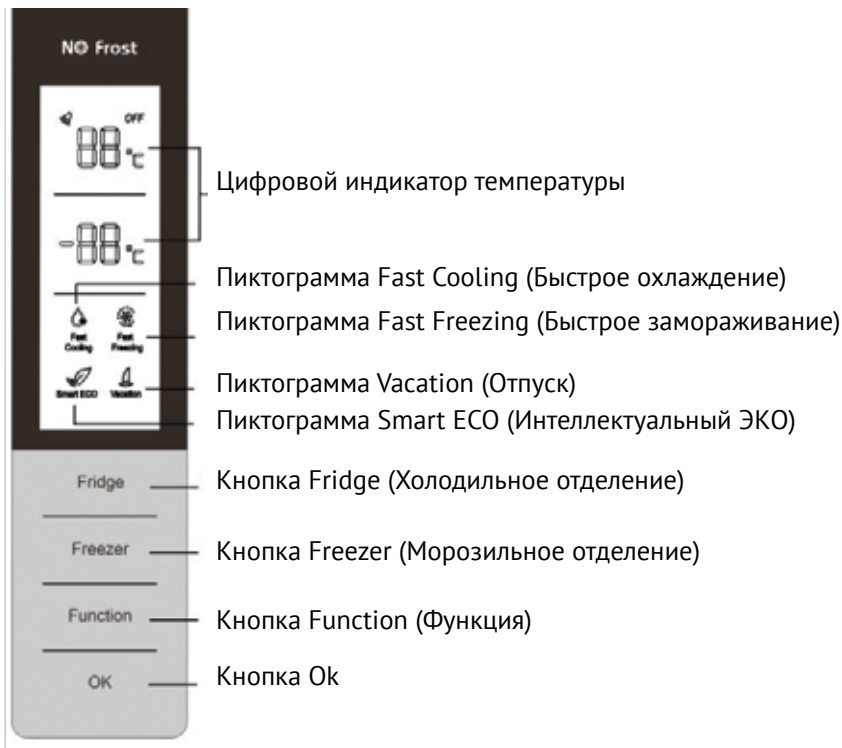 NO Frost
OFF
88°C
Цифровой индикатор температуры
-88°C
Пиктограмма Fast Cooling (Быстрое охлаждение)
Пиктограмма Fast Freezing (Быстрое замораживание)
Fast Cooling
Fast Freezing
Пиктограмма Vacation (Отпуск)
Smart ECO
Vacation
Пиктограмма Smart ECO (Интеллектуальный ЭКО)
Fridge
Кнопка Fridge (Холодильное отделение)
Freezer
Кнопка Freezer (Морозильное отделение)
Function
Кнопка Function (Функция)
OK
Кнопка Ok